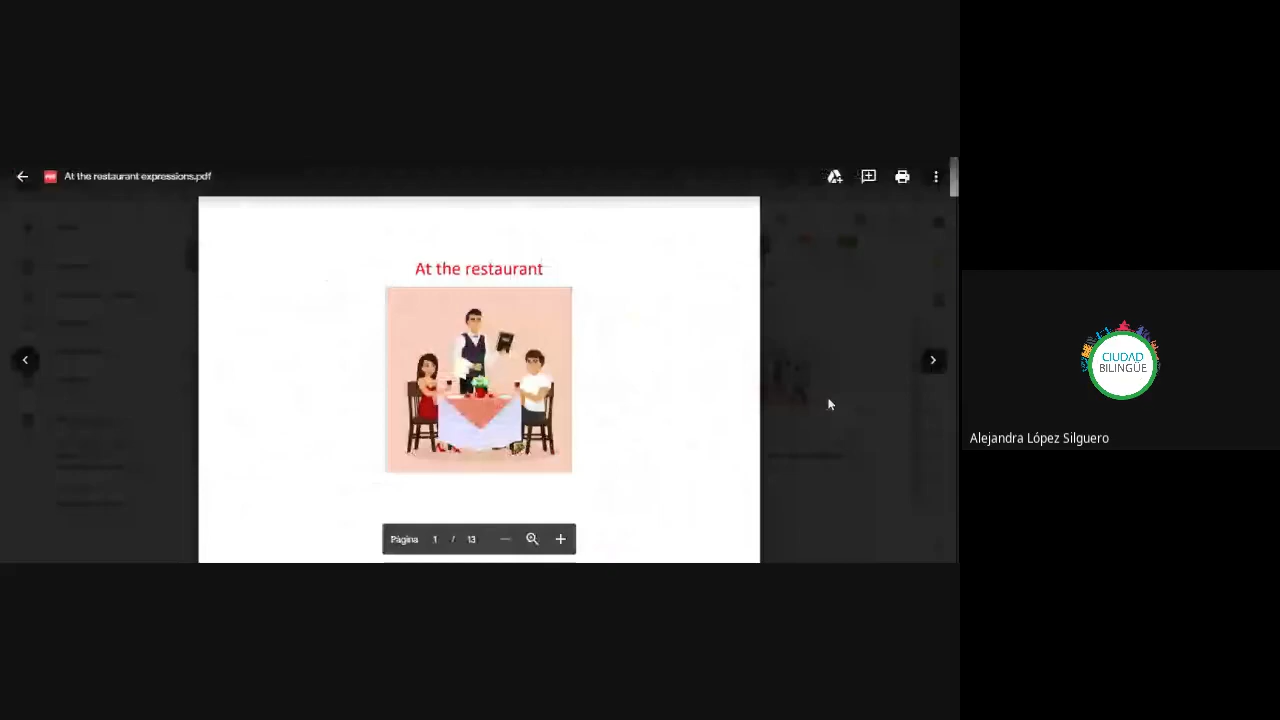 At the restaurant expressions.pdf
At the restaurant
Página 1 / 13
CIUDAD
BILINGÜE
Alejandra López Silguero